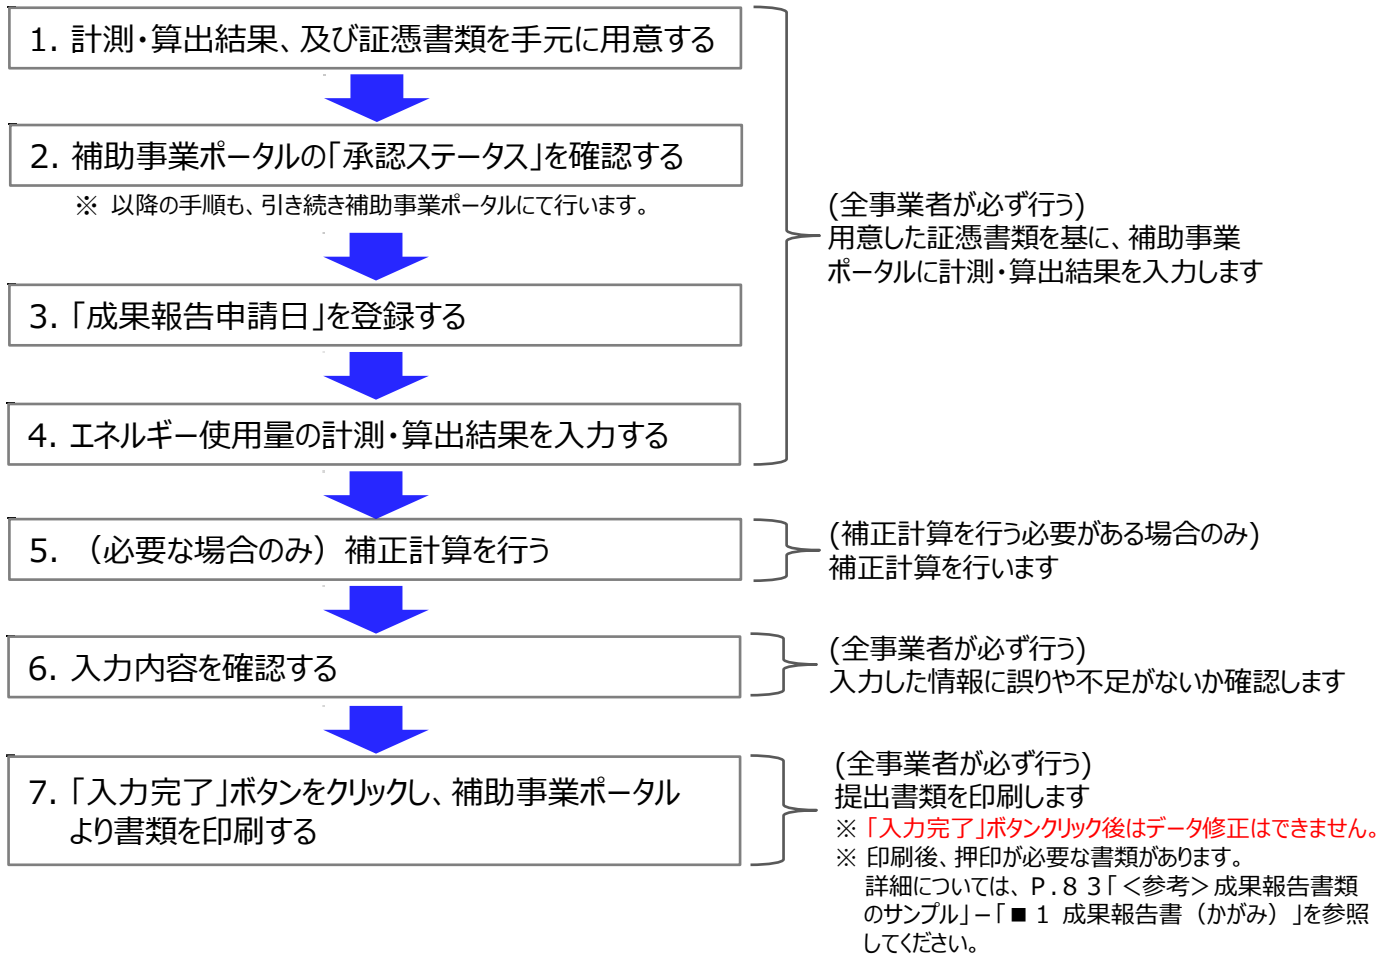 1. 計測・算出結果、及び証憑書類を手元に用意する
2. 補助事業ポータルの「承認ステータス」を確認する
※ 以降の手順も、引き続き補助事業ポータルにて行います。
3. 「成果報告申請日」を登録する
4. エネルギー使用量の計測・算出結果を入力する
(全事業者が必ず行う)
用意した証憑書類を基に、補助事業
ポータルに計測・算出結果を入力します
5. （必要な場合のみ）補正計算を行う
(補正計算を行う必要がある場合のみ)
補正計算を行います
6. 入力内容を確認する
(全事業者が必ず行う)
入力した情報に誤りや不足がないか確認します
7. 「入力完了」ボタンをクリックし、補助事業ポータル
より書類を印刷する
(全事業者が必ず行う)
提出書類を印刷します
※ 「入力完了」ボタンクリック後はデータ修正はできません。
※ 印刷後、押印が必要な書類があります。
詳細については、P.83「＜参考＞成果報告書類
のサンプル」－「■1 成果報告書（かがみ）」を参照
してください。